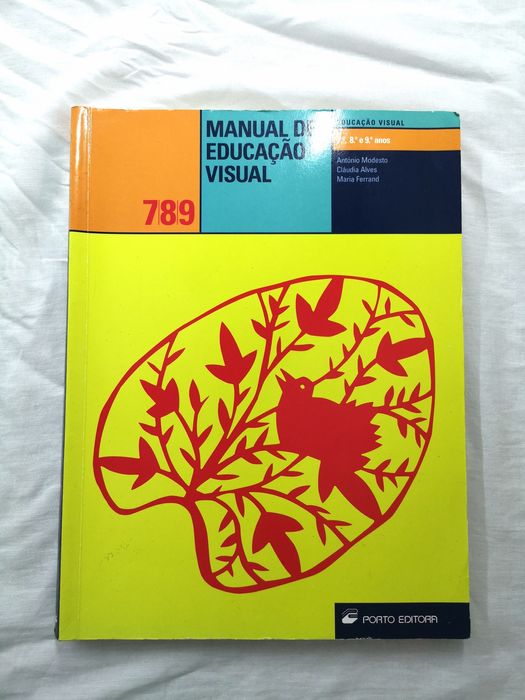 MANUAL DE
EDUCAÇÃO
VISUAL
789
EDUCAÇÃO VISUAL
8.º e 9.º anos
António Modesto
Cláudia Alves
Maria Ferrand
PORTO EDITORA